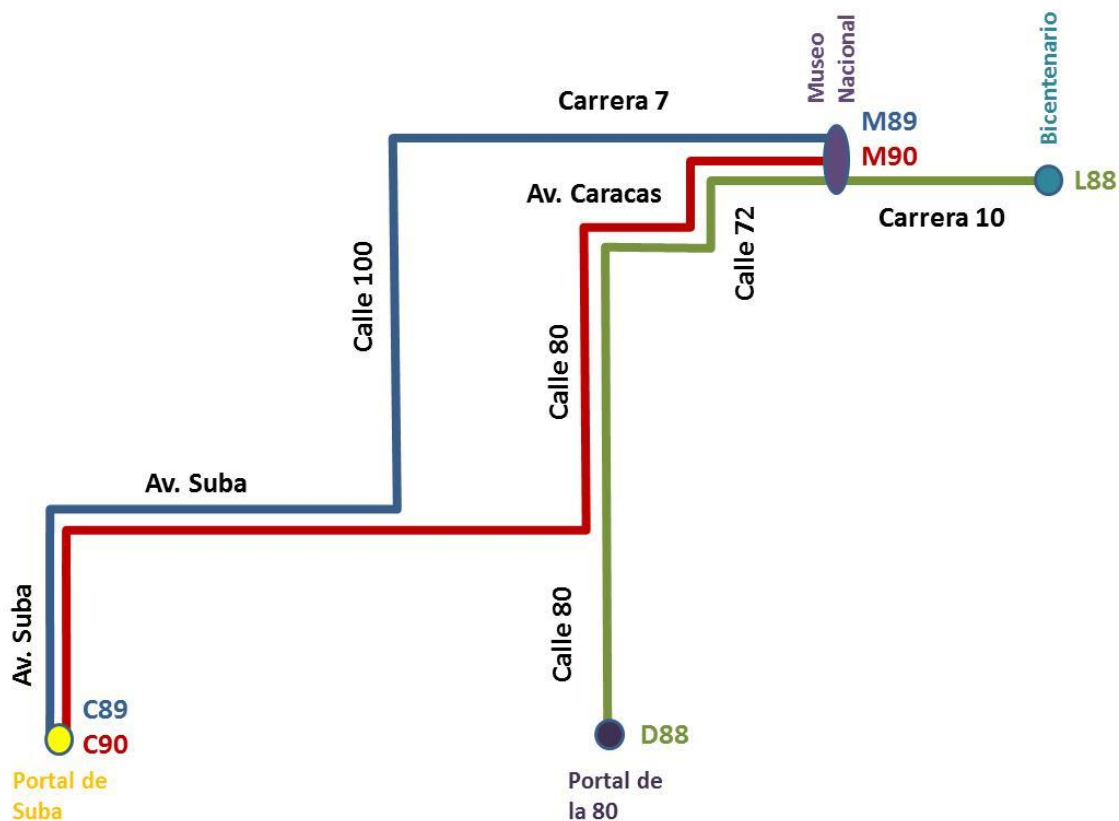 Museo
Nacional
Bicentenario
Carrera 7
M89
M90
L88
Av. Caracas
Carrera 10
Calle 72
Calle 100
Calle 80
Av. Suba
Av. Suba
Calle 80
C89
C90
D88
Portal de
Suba
Portal de
la 80